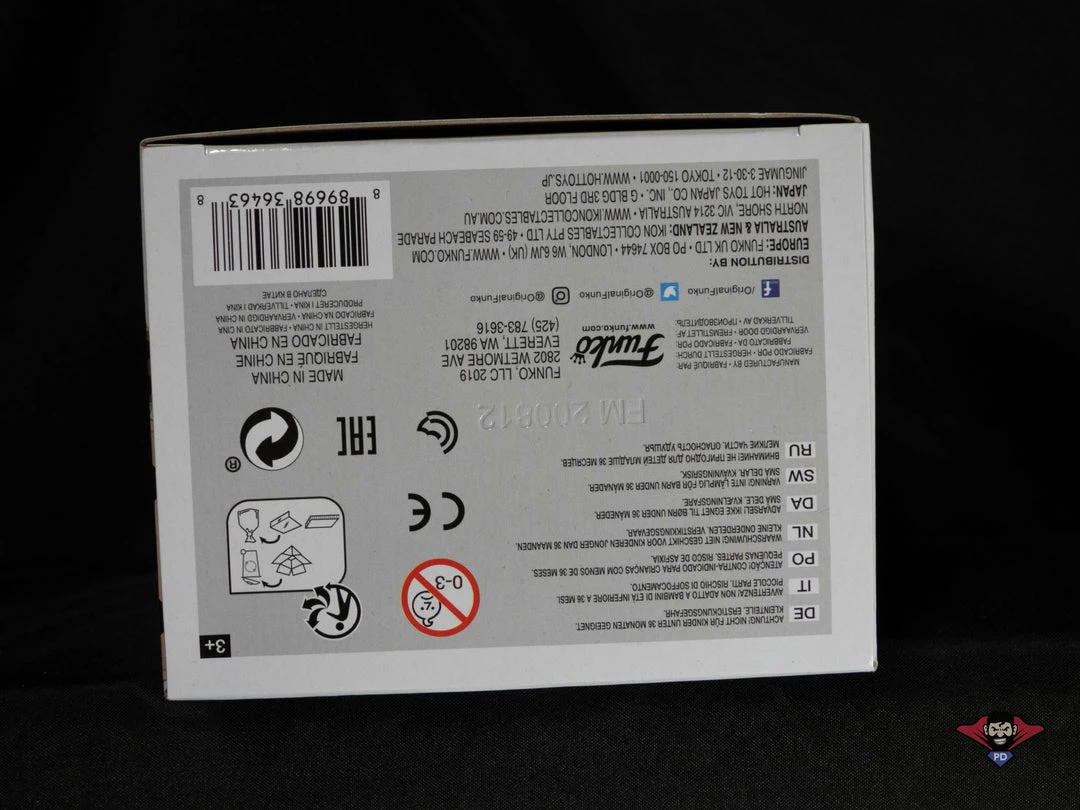 3+
DE ACHTUNG! NICHT FÜR KINDER UNTER 36 MONATEN GEEIGNET.
KLEINTEILE. ERSTICKUNGSGEFAHR.
IT AVVERTENZA! NON ADATTO A BAMBINI DI ETÀ INFERIORE A 36 MESI.
PICCOLE PARTI. RISCHIO DI SOFFOCAMENTO.
PO ATENÇÃO! CONTRA-INDICADO PARA CRIANÇAS COM MENOS DE 36 MESES.
PEQUENAS PARTES. RISCO DE ASFIXIA.
NL WAARSCHUWING! NIET GESCHIKT VOOR KINDEREN JONGER DAN 36 MAANDEN.
KLEINE ONDERDELEN. VERSTIKKINGSGEVAAR.
DA ADVARSEL! IKKE EGNET TIL BØRN UNDER 36 MÅNEDER.
SMÅ DELE. KVÆLNINGSFARE.
SW VARNING! INTE LÄMPLIG FÖR BARN UNDER 36 MÅNADER.
SMÅ DELAR. KVÄVNINGSRISK.
RU ВНИМАНИЕ! НЕ ПРИГОДНО ДЛЯ ДЕТЕЙ МЛАДШЕ 36 МЕСЯЦЕВ.
МЕЛКИЕ ЧАСТИ. ОПАСНОСТЬ УДУШЬЯ.
0-3
CE
EAC
®
FM 200812
MANUFACTURED BY • FABRIQUÉ PAR:
FABRICADO POR • HERGESTELLT DURCH:
FABBRICATO DA • FABRICADO POR:
VERVAARDIGD DOOR • FREMSTILLET AF:
TILLVERKAD AV • ПРОИЗВОДИТЕЛЬ:
Funko
www.funko.com
FUNKO, LLC 2019
2802 WETMORE AVE
EVERETT, WA 98201
(425) 783-3616
MADE IN CHINA
FABRIQUÉ EN CHINE
FABRICADO EN CHINA
HERGESTELLT IN CHINA • FABBRICATO IN CINA
FABRICADO NA CHINA • VERVAARDIGD IN CHINA
PRODUCERET I KINA • TILLVERKAD I KINA
СДЕЛАНО В КИТАЕ
/OriginalFunko @OriginalFunko @OriginalFunko
DISTRIBUTION BY:
EUROPE: FUNKO UK LTD • PO BOX 74644 • LONDON, W6 6JW (UK) • WWW.FUNKO.COM
AUSTRALIA & NEW ZEALAND: IKON COLLECTABLES PTY LTD • 49-59 SEABEACH PARADE
NORTH SHORE, VIC 3214 AUSTRALIA • WWW.IKONCOLLECTABLES.COM.AU
JAPAN: HOT TOYS JAPAN CO., INC. • G BLDG 3RD FLOOR
JINGUMAE 3-30-12 • TOKYO 150-0001 • WWW.HOTTOYS.JP
8 89698 36463 8
PD